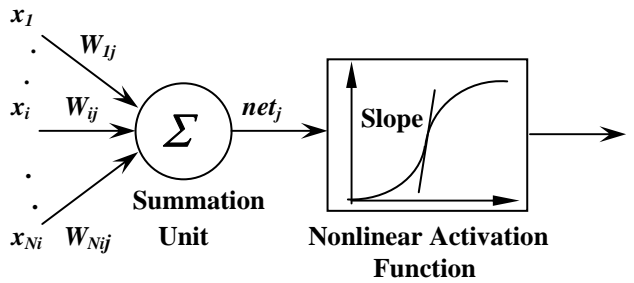 x1
W1j
xi
Wij
Σ
netj
Slope
xNi
WNij
Summation
Unit
Nonlinear Activation
Function